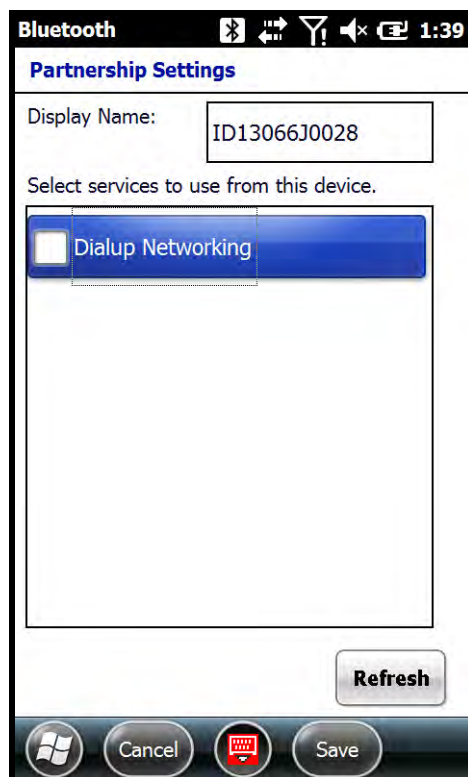 Bluetooth 1:39
Partnership Settings
Display Name:
ID13066J0028
Select services to use from this device.
Dialup Networking
Refresh
Cancel Save